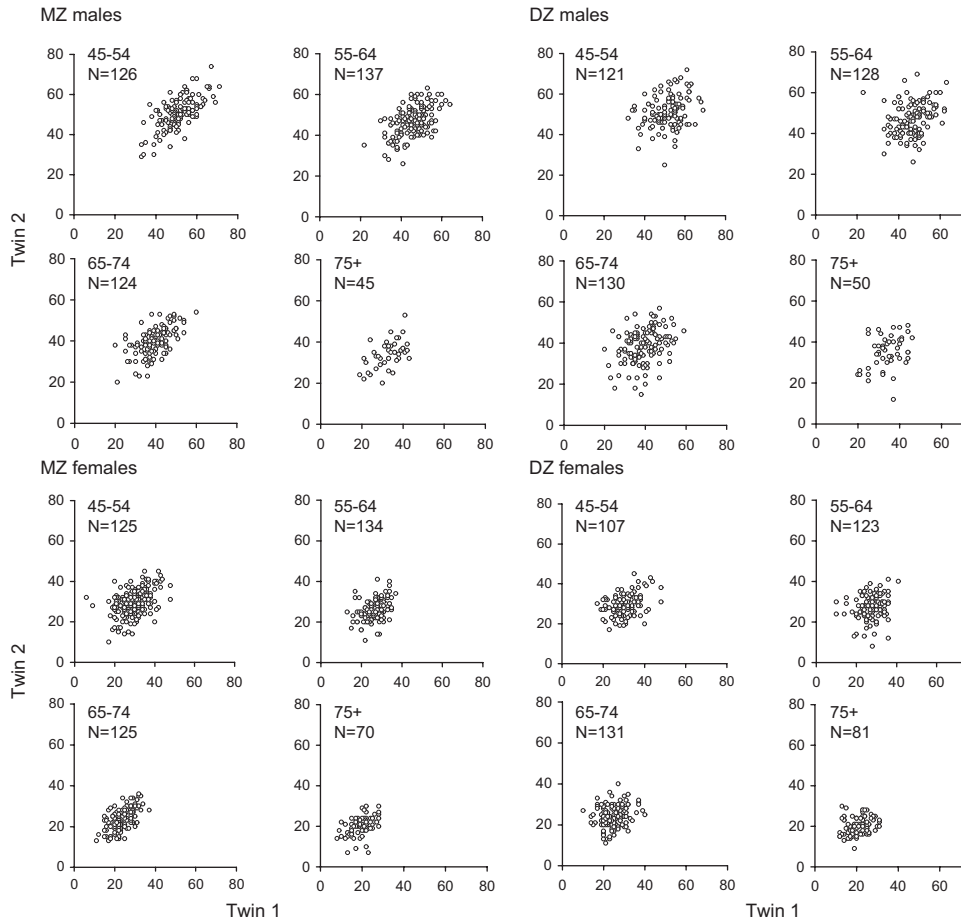 MZ males
DZ males
45-54
N=126
80
60
40
20
0
0 20 40 60 80
55-64
N=137
80
60
40
20
0
0 20 40 60 80
45-54
N=121
80
60
40
20
0
0 20 40 60 80
55-64
N=128
80
60
40
20
0
0 20 40 60
Twin 2
65-74
N=124
80
60
40
20
0
0 20 40 60 80
75+
N=45
80
60
40
20
0
0 20 40 60 80
65-74
N=130
80
60
40
20
0
0 20 40 60 80
75+
N=50
80
60
40
20
0
0 20 40 60
MZ females
DZ females
45-54
N=125
80
60
40
20
0
0 20 40 60 80
55-64
N=134
80
60
40
20
0
0 20 40 60 80
45-54
N=107
80
60
40
20
0
0 20 40 60 80
55-64
N=123
80
60
40
20
0
0 20 40 60
Twin 2
65-74
N=125
80
60
40
20
0
0 20 40 60 80
75+
N=70
80
60
40
20
0
0 20 40 60 80
65-74
N=131
80
60
40
20
0
0 20 40 60 80
75+
N=81
80
60
40
20
0
0 20 40 60
Twin 1
Twin 1